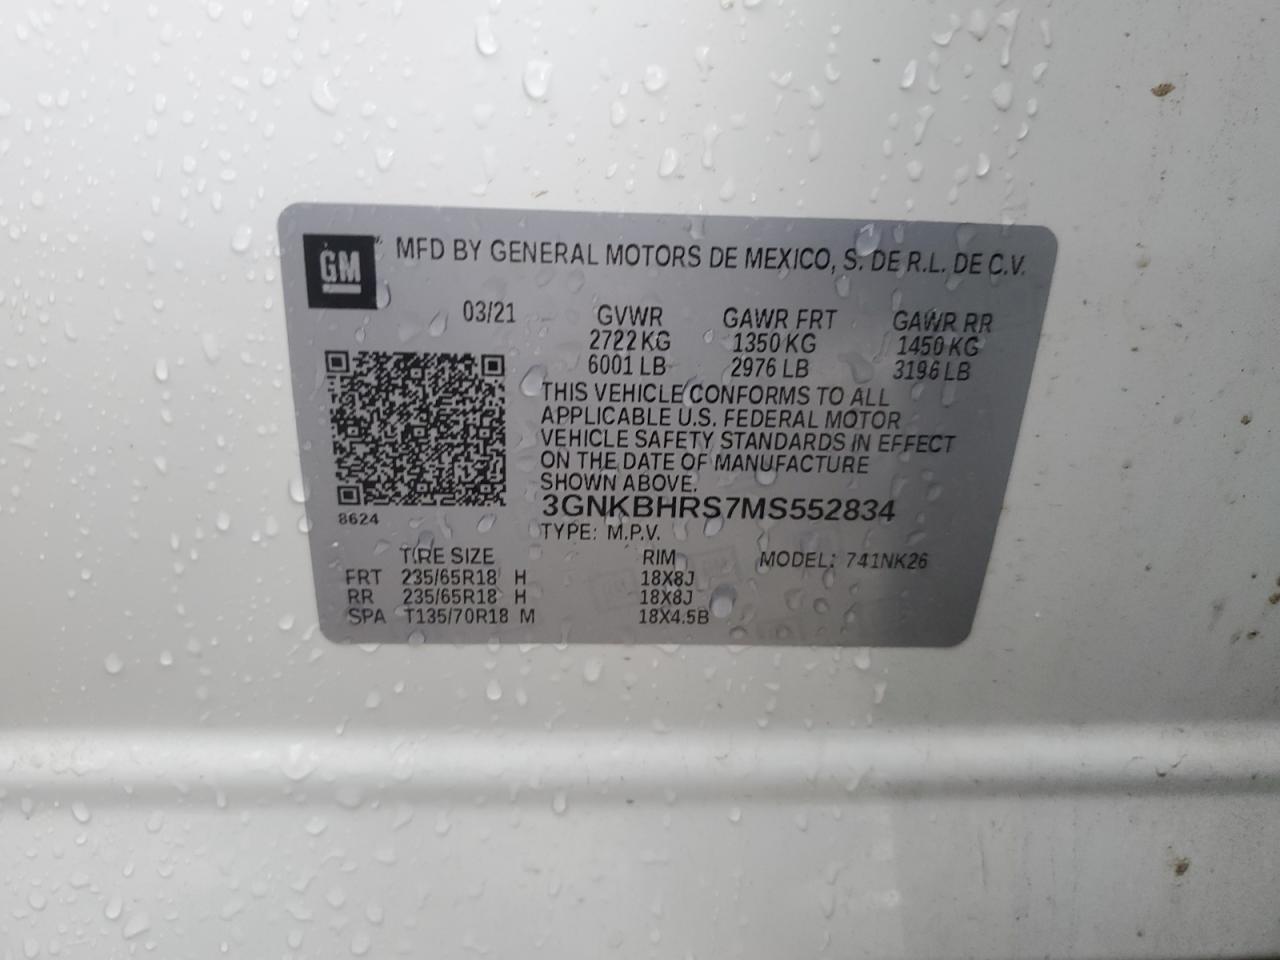 GM
MFD BY GENERAL MOTORS DE MEXICO, S. DE R.L. DE C.V.
03/21 GVWR GAWR FRT GAWR RR
2722 KG 1350 KG 1450 KG
6001 LB 2976 LB 3196 LB
THIS VEHICLE CONFORMS TO ALL
APPLICABLE U.S. FEDERAL MOTOR
VEHICLE SAFETY STANDARDS IN EFFECT
ON THE DATE OF MANUFACTURE
SHOWN ABOVE.
3GNKBHRS7MS552834
8624
TYPE: M.P.V.
TIRE SIZE RIM MODEL: 741NK26
FRT 235/65R18 H 18X8J
RR 235/65R18 H 18X8J
SPA T135/70R18 M 18X4.5B